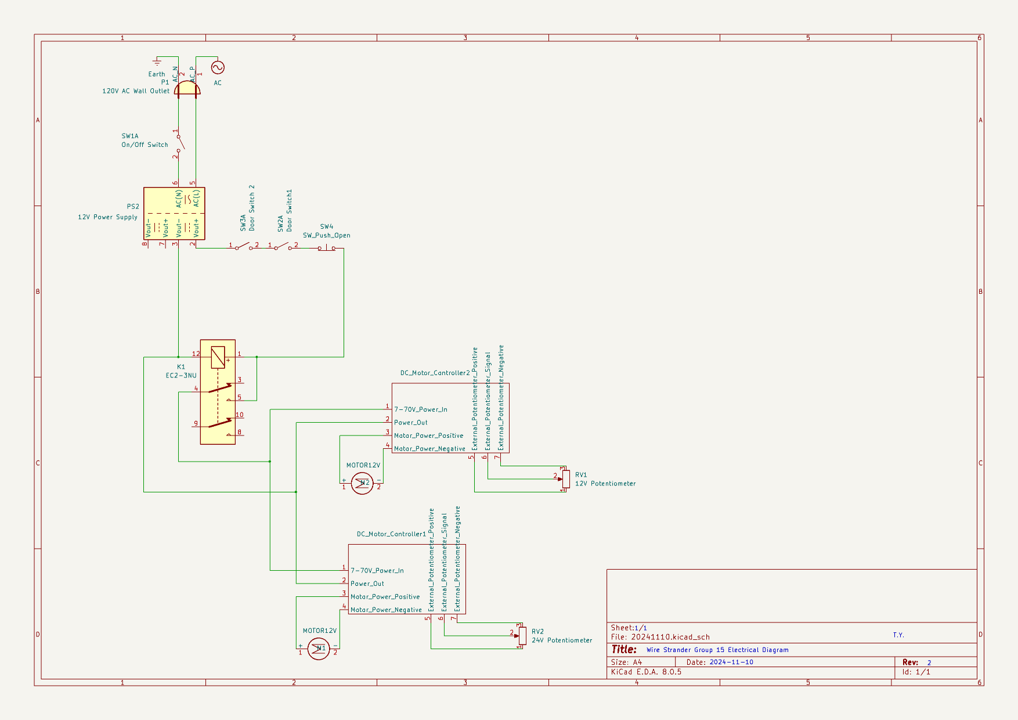 1 2 3 4 5 6
A
B
C
D
A
B
C
D
Earth
AC_N
AC_P
2
1
AC
P1
120V AC Wall Outlet
SW1A
On/Off Switch
1
2
6
5
AC(N)
AC(L)
PS2
12V Power Supply
Vout-
Vout+
Vout-
Vout+
8
7
3
2
SW3A
Door Switch 2
1 2
SW2A
Door Switch1
1 2
SW4
SW_Push_Open
K1
EC2-3NU
12
1
3
4
5
10
9
8
DC_Motor_Controller2
1 7-70V_Power_In
2 Power_Out
3 Motor_Power_Positive
4 Motor_Power_Negative
External_Potentiometer_Positive
External_Potentiometer_Signal
External_Potentiometer_Negative
5 6 7
MOTOR12V
+ M2 -
1 2
RV1
12V Potentiometer
2
DC_Motor_Controller1
1 7-70V_Power_In
2 Power_Out
3 Motor_Power_Positive
4 Motor_Power_Negative
External_Potentiometer_Positive
External_Potentiometer_Signal
External_Potentiometer_Negative
5 6 7
MOTOR12V
+ M1 -
1 2
RV2
24V Potentiometer
2
Sheet:1/1
File: 20241110.kicad_sch
T.Y.
Title: Wire Strander Group 15 Electrical Diagram
Size: A4 Date: 2024-11-10 Rev: 2
KiCad E.D.A. 8.0.5 Id: 1/1
1 2 3 4 5 6